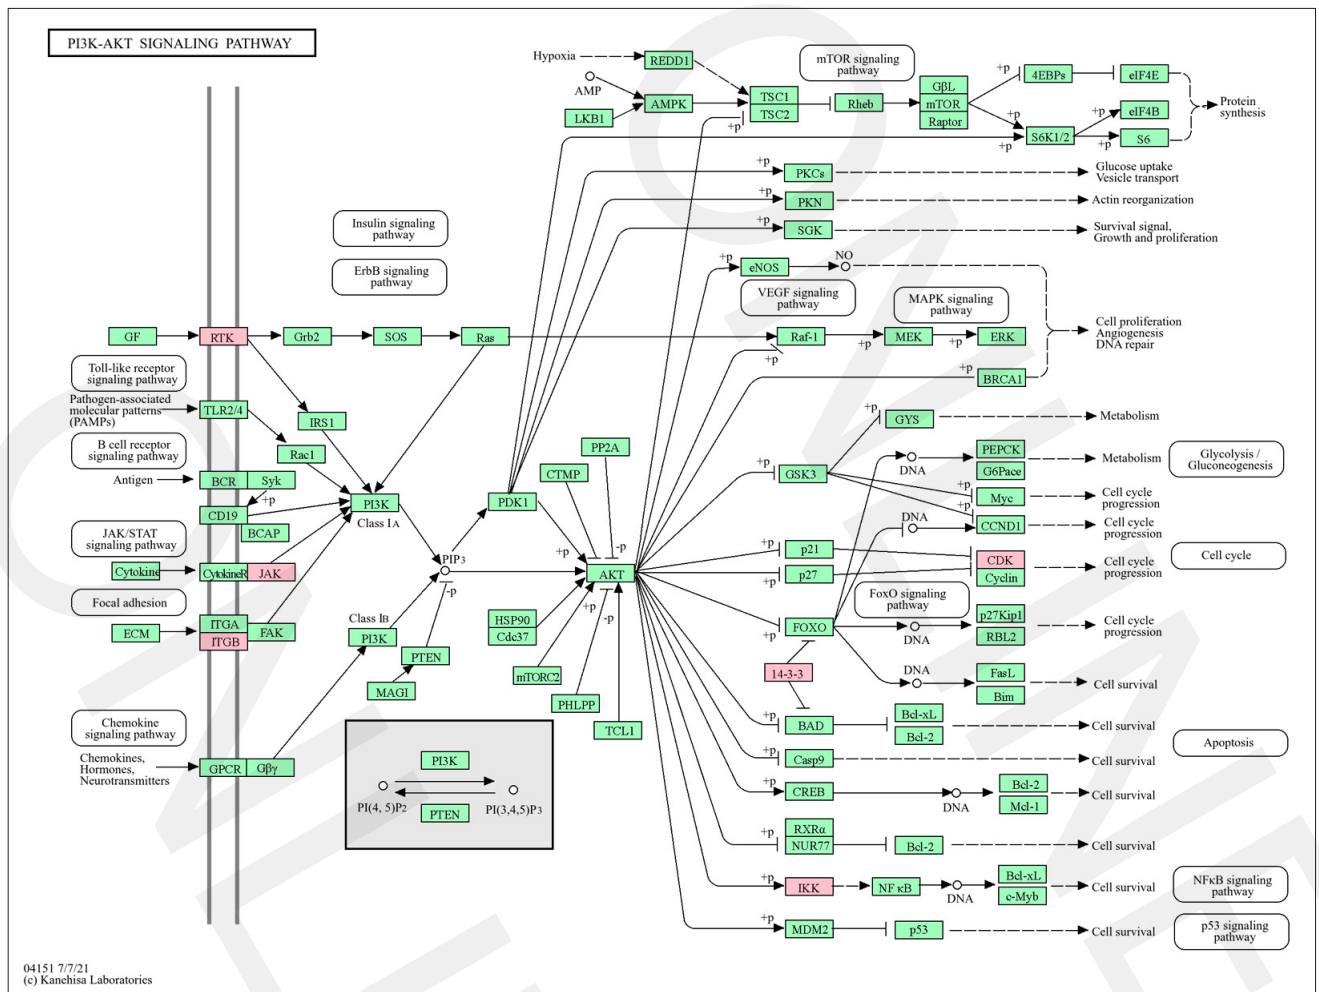 PI3K-AKT SIGNALING PATHWAY
Hypoxia
REDD1
AMP
AMPK
LKB1
TSC1
TSC2
+p
Rheb
mTOR signaling
pathway
GβL
mTOR
Raptor
+p
4EBPs
eIF4E
+p
S6K1/2
+p
+p
eIF4B
+p
S6
Protein
synthesis
+p
PKCs
Glucose uptake
Vesicle transport
+p
PKN
Actin reorganization
+p
SGK
Survival signal,
Growth and proliferation
Insulin signaling
pathway
ErbB signaling
pathway
+p
eNOS
NO
VEGF signaling
pathway
MAPK signaling
pathway
GF
RTK
Grb2
SOS
Ras
Raf-1
+p
+p
MEK
+p
ERK
Cell proliferation
Angiogenesis
DNA repair
+p
BRCA1
Toll-like receptor
signaling pathway
Pathogen-associated
molecular patterns
(PAMPs)
TLR2/4
IRS1
Rac1
B cell receptor
signaling pathway
Antigen
BCR
Syk
+p
CD19
BCAP
PI3K
Class IA
PDK1
CTMP
PP2A
+p
GYS
Metabolism
+p
GSK3
DNA
PEPCK
G6Pace
Metabolism
Glycolysis /
Gluconeogenesis
+p
Myc
Cell cycle
progression
+p
DNA
CCND1
Cell cycle
progression
JAK/STAT
signaling pathway
Cytokine
CytokineR
JAK
PIP3
-p
+p
-p
AKT
+p
-p
+p
p21
+p
p27
CDK
Cyclin
Cell cycle
progression
Cell cycle
Focal adhesion
ECM
ITGA
ITGB
FAK
Class IB
PI3K
PTEN
MAGI
HSP90
Cdc37
mTORC2
PHLPP
TCL1
FoxO signaling
pathway
+p
FOXO
DNA
p27Kip1
RBL2
Cell cycle
progression
14-3-3
DNA
FasL
Bim
Cell survival
Chemokine
signaling pathway
Chemokines,
Hormones,
Neurotransmitters
GPCR
Gβγ
PI3K
PI(4, 5)P2
PI(3,4,5)P3
PTEN
+p
BAD
Bcl-xL
Bcl-2
Cell survival
Apoptosis
+p
Casp9
Cell survival
+p
CREB
DNA
Bcl-2
Mcl-1
Cell survival
+p
RXRα
NUR77
Bcl-2
Cell survival
+p
IKK
NFκB
DNA
Bcl-xL
c-Myb
Cell survival
NFκB signaling
pathway
+p
MDM2
p53
Cell survival
p53 signaling
pathway
04151 7/7/21
(c) Kanehisa Laboratories